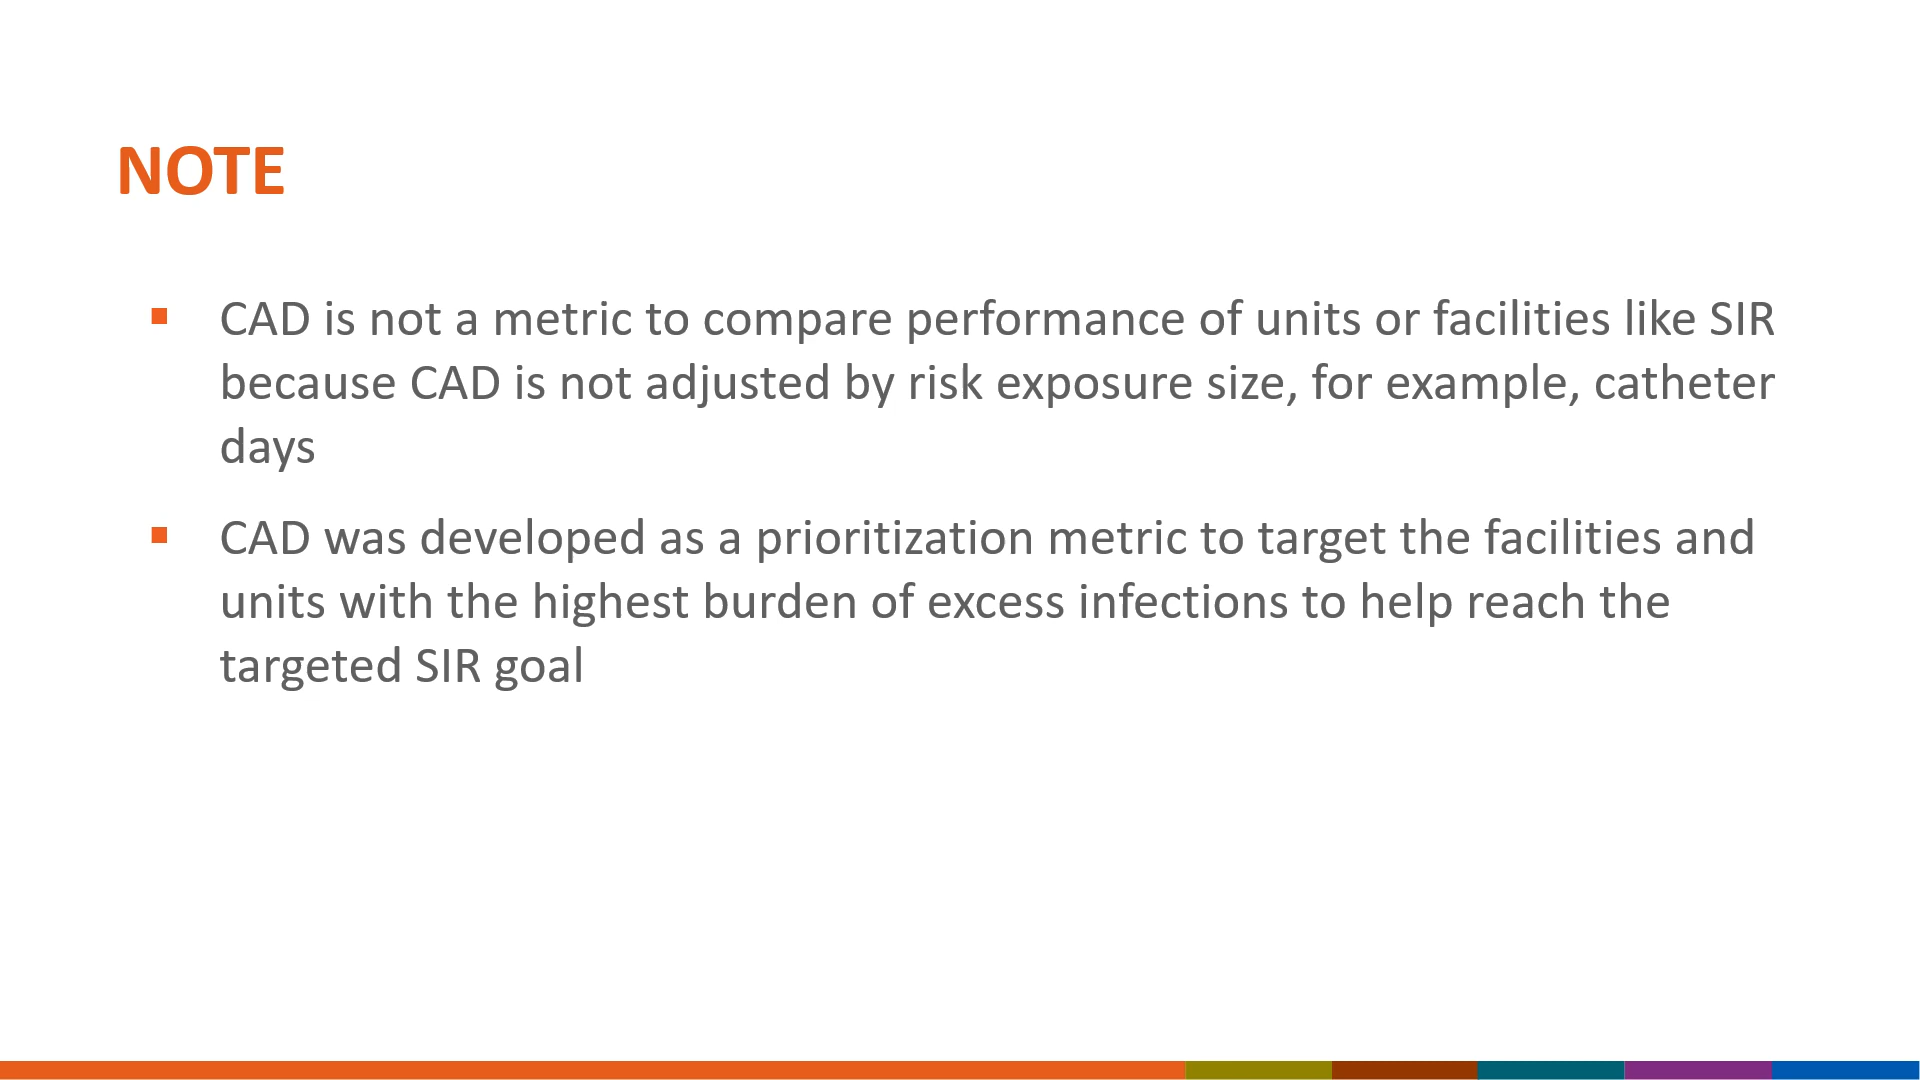 NOTE
▪ CAD is not a metric to compare performance of units or facilities like SIR
because CAD is not adjusted by risk exposure size, for example, catheter
days
▪ CAD was developed as a prioritization metric to target the facilities and
units with the highest burden of excess infections to help reach the
targeted SIR goal